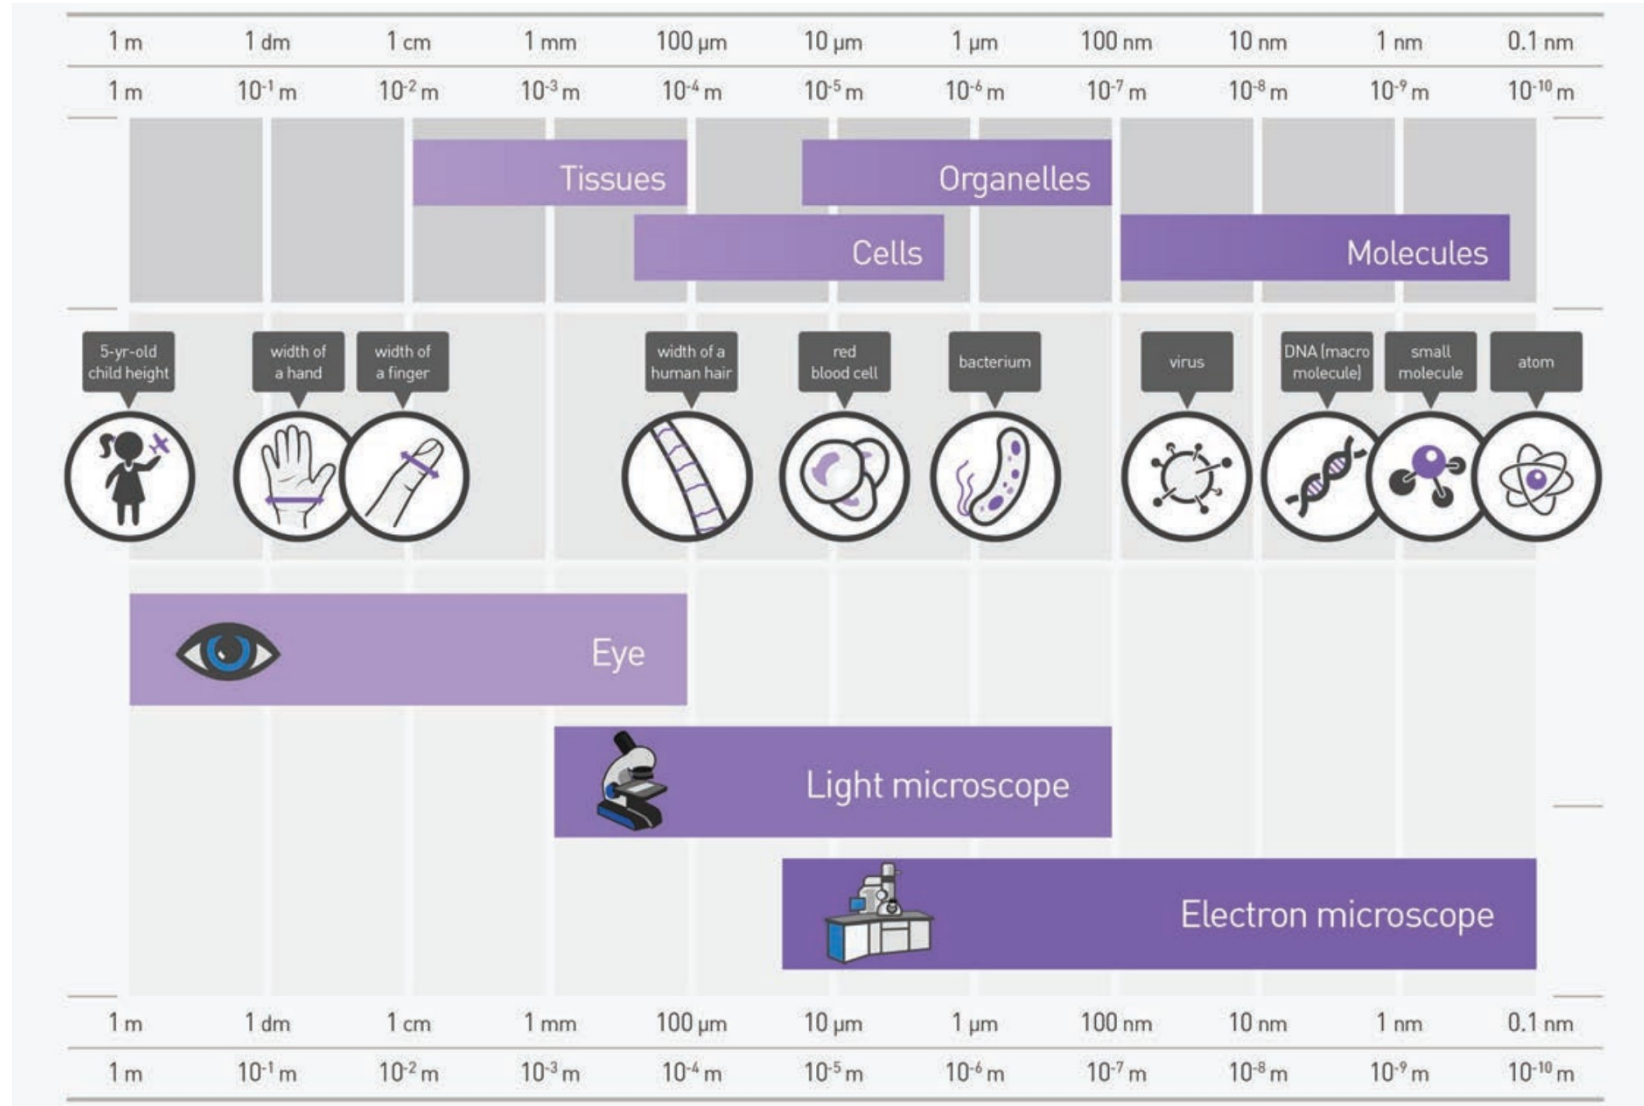 1 m 1 dm 1 cm 1 mm 100 µm 10 µm 1 µm 100 nm 10 nm 1 nm 0.1 nm
1 m 10⁻¹ m 10⁻² m 10⁻³ m 10⁻⁴ m 10⁻⁵ m 10⁻⁶ m 10⁻⁷ m 10⁻⁸ m 10⁻⁹ m 10⁻¹⁰ m
Tissues Organelles
Cells Molecules
5-yr-old
child height
width of
a hand
width of
a finger
width of a
human hair
red
blood cell
bacterium
virus
DNA (macro
molecule)
small
molecule
atom
Eye
Light microscope
Electron microscope
1 m 1 dm 1 cm 1 mm 100 µm 10 µm 1 µm 100 nm 10 nm 1 nm 0.1 nm
1 m 10⁻¹ m 10⁻² m 10⁻³ m 10⁻⁴ m 10⁻⁵ m 10⁻⁶ m 10⁻⁷ m 10⁻⁸ m 10⁻⁹ m 10⁻¹⁰ m